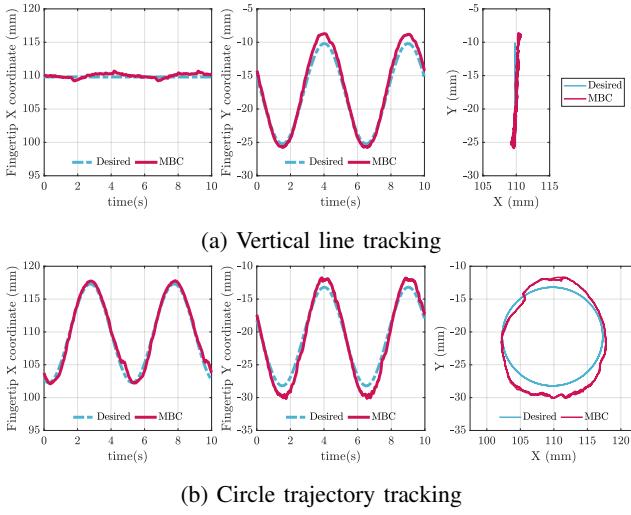 Fingertip X coordinate (mm)
120
115
110
105
100
95
0 2 4 6 8 10
time(s)
Desired MBC
Fingertip Y coordinate (mm)
−5
−10
−15
−20
−25
−30
0 2 4 6 8 10
time(s)
Desired MBC
Y (mm)
−5
−10
−15
−20
−25
−30
105 110 115
X (mm)
Desired
MBC
(a) Vertical line tracking
Fingertip X coordinate (mm)
120
115
110
105
100
95
0 2 4 6 8 10
time(s)
Desired MBC
Fingertip Y coordinate (mm)
−10
−15
−20
−25
−30
−35
0 2 4 6 8 10
time(s)
Desired MBC
Y (mm)
−10
−15
−20
−25
−30
−35
100 105 110 115 120
X (mm)
Desired MBC
(b) Circle trajectory tracking